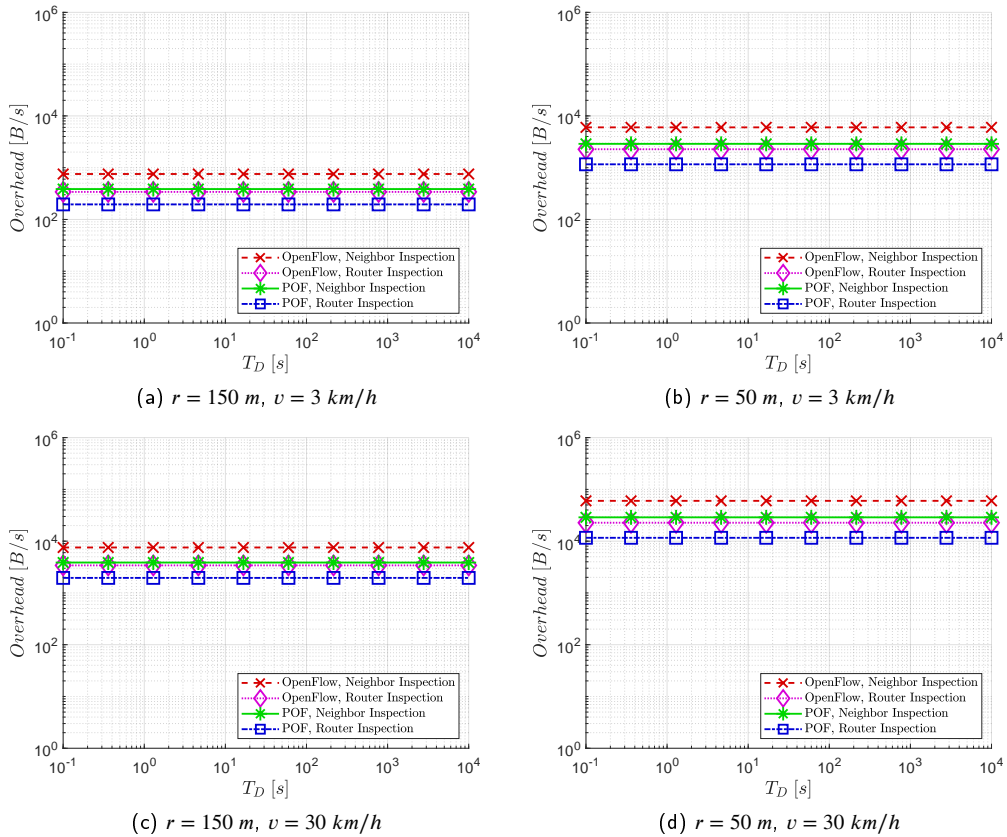 10^6
10^4
10^2
10^0
Overhead [B/s]
OpenFlow, Neighbor Inspection
OpenFlow, Router Inspection
POF, Neighbor Inspection
POF, Router Inspection
10^-1 10^0 10^1 10^2 10^3 10^4
T_D [s]
(a) r = 150 m, v = 3 km/h
10^6
10^4
10^2
10^0
Overhead [B/s]
OpenFlow, Neighbor Inspection
OpenFlow, Router Inspection
POF, Neighbor Inspection
POF, Router Inspection
10^-1 10^0 10^1 10^2 10^3 10^4
T_D [s]
(b) r = 50 m, v = 3 km/h
10^6
10^4
10^2
10^0
Overhead [B/s]
OpenFlow, Neighbor Inspection
OpenFlow, Router Inspection
POF, Neighbor Inspection
POF, Router Inspection
10^-1 10^0 10^1 10^2 10^3 10^4
T_D [s]
(c) r = 150 m, v = 30 km/h
10^6
10^4
10^2
10^0
Overhead [B/s]
OpenFlow, Neighbor Inspection
OpenFlow, Router Inspection
POF, Neighbor Inspection
POF, Router Inspection
10^-1 10^0 10^1 10^2 10^3 10^4
T_D [s]
(d) r = 50 m, v = 30 km/h